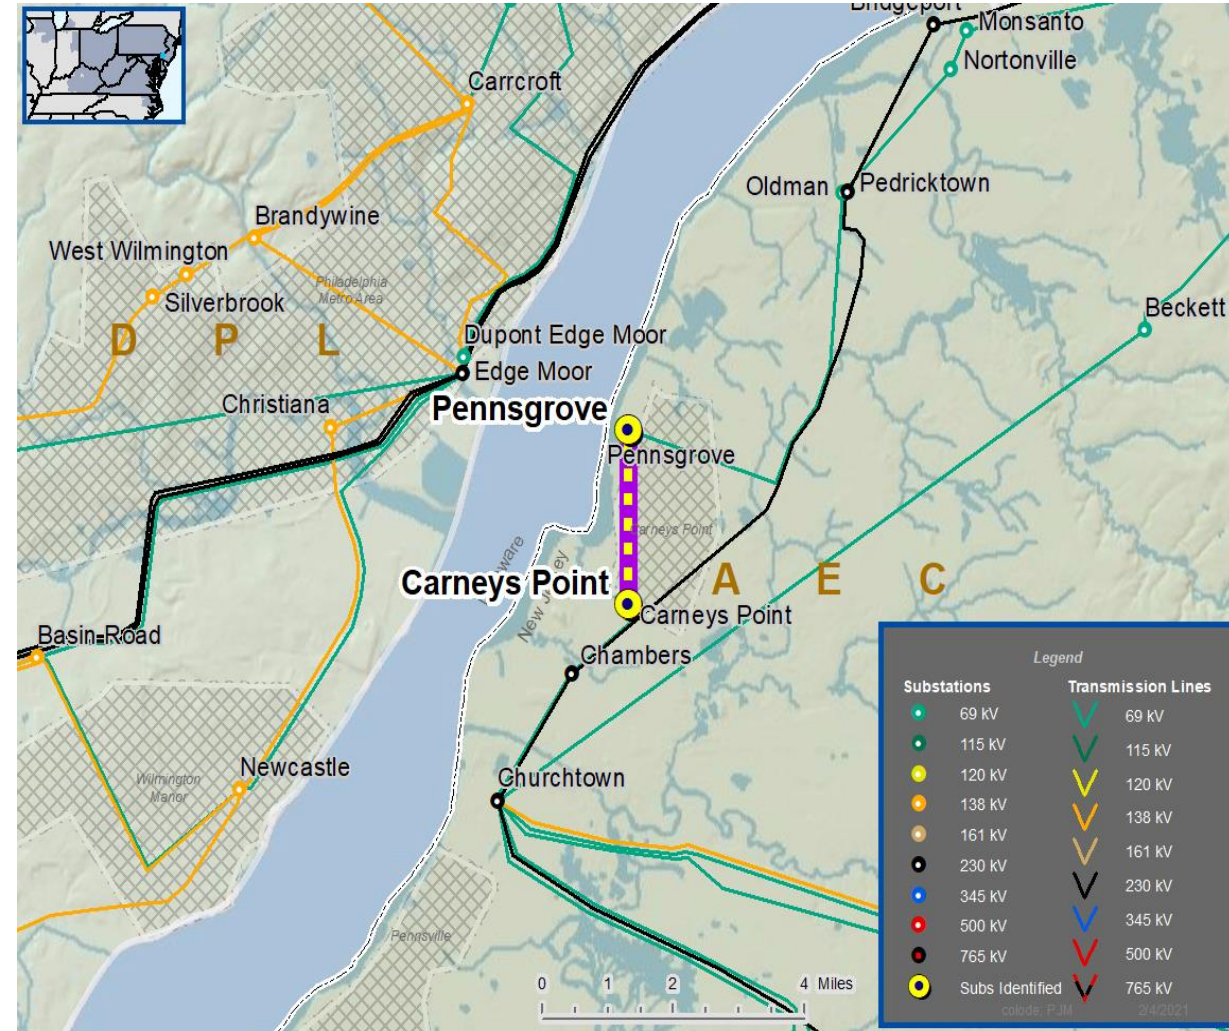 Bridgeport
Monsanto
Nortonville
Carrcroft
Oldman
Pedricktown
Brandywine
West Wilmington
Silverbrook
Philadelphia
Metro Area
D P L
Beckett
Dupont Edge Moor
Edge Moor
Christiana
Pennsgrove
Pennsgrove
Carneys Point
Delaware
New Jersey
Carneys Point
A E C
Carneys Point
Basin Road
Chambers
Newcastle
Wilmington
Manor
Churchtown
Pennsville
0 1 2 4 Miles
Legend
Substations Transmission Lines
69 kV 69 kV
115 kV 115 kV
120 kV 120 kV
138 kV 138 kV
161 kV 161 kV
230 kV 230 kV
345 kV 345 kV
500 kV 500 kV
765 kV 765 kV
Subs Identified
colode: PJM 2/4/2021